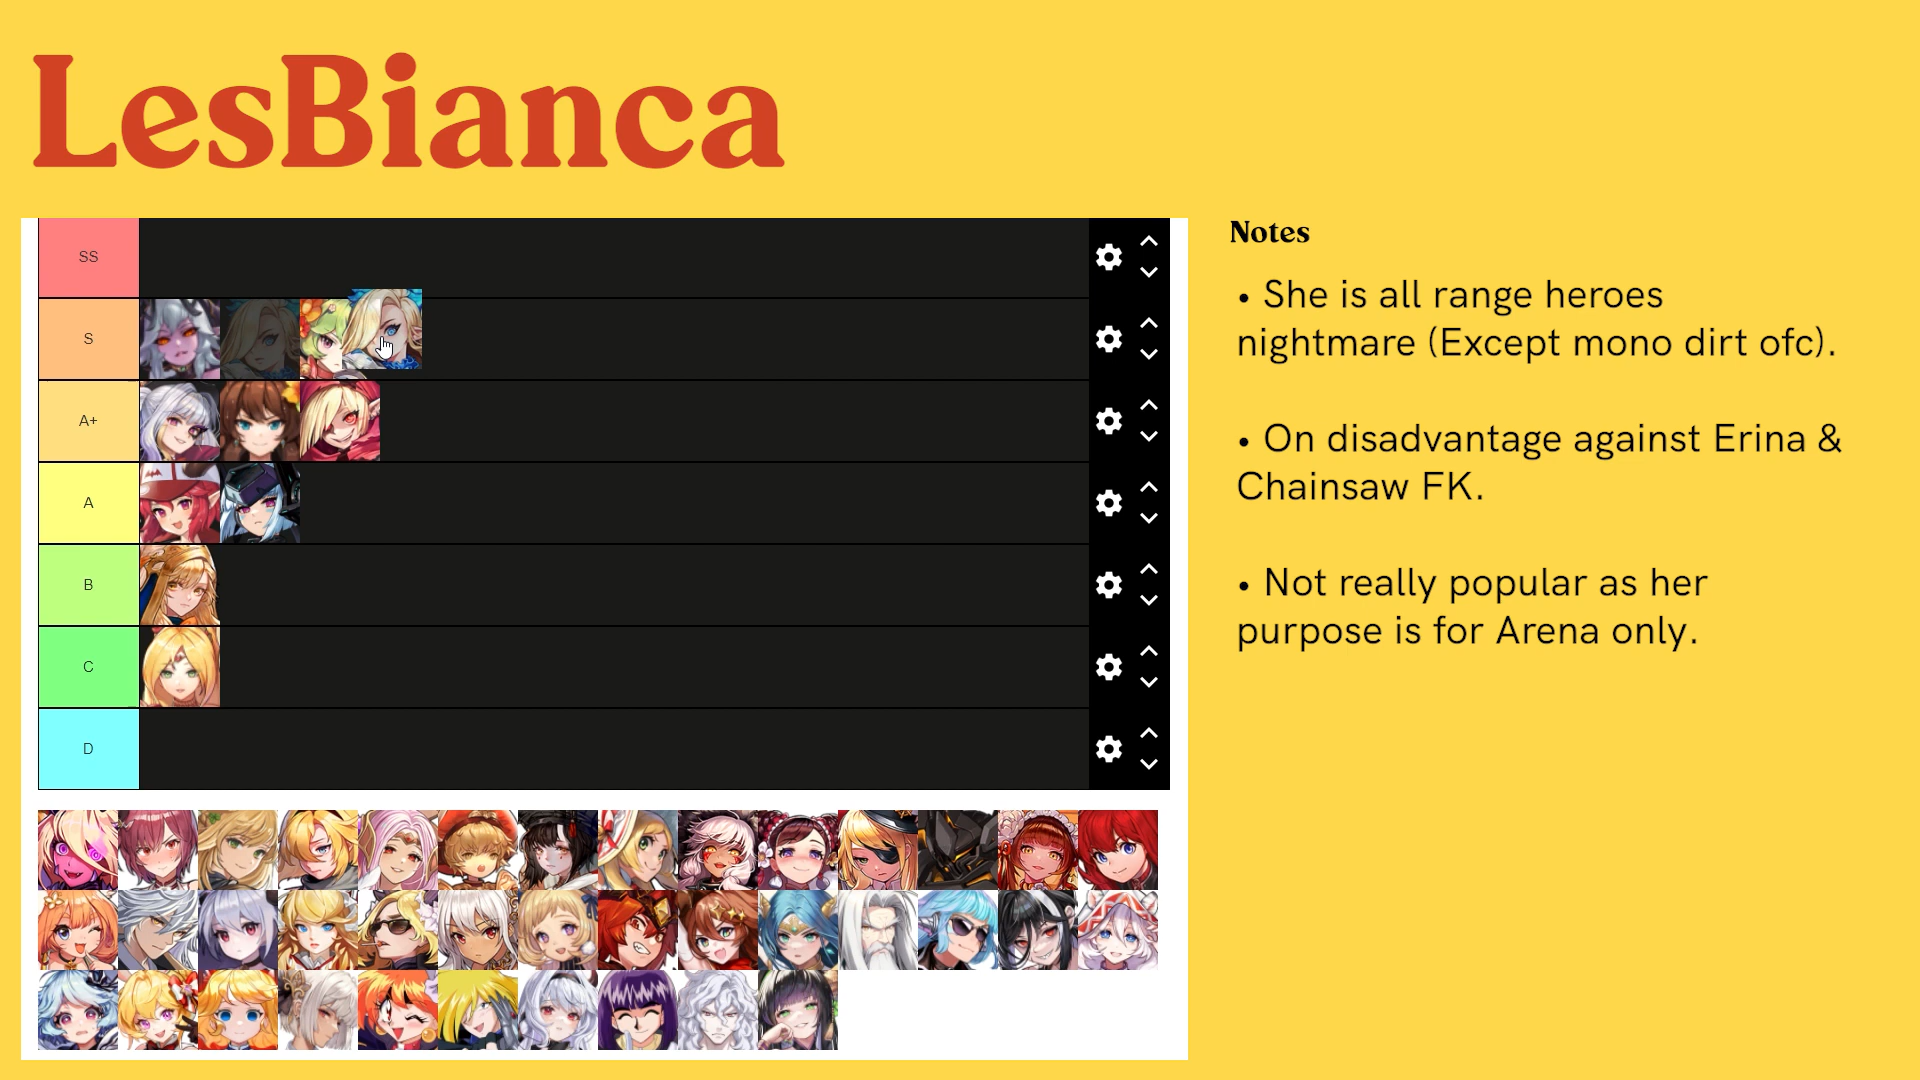 LesBianca
SS
S
A+
A
B
C
D
Notes
• She is all range heroes
nightmare (Except mono dirt ofc).
• On disadvantage against Erina &
Chainsaw FK.
• Not really popular as her
purpose is for Arena only.